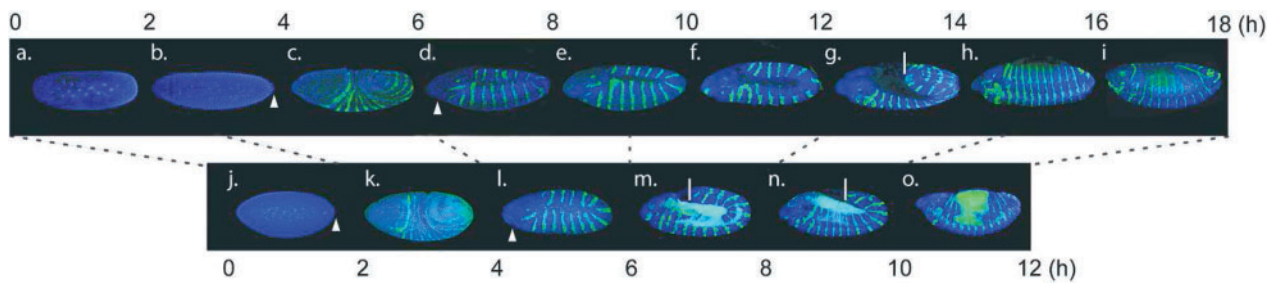 0 2 4 6 8 10 12 14 16 18 (h)
a. b. c. d. e. f. g. h. i
j. k. l. m. n. o.
0 2 4 6 8 10 12 (h)